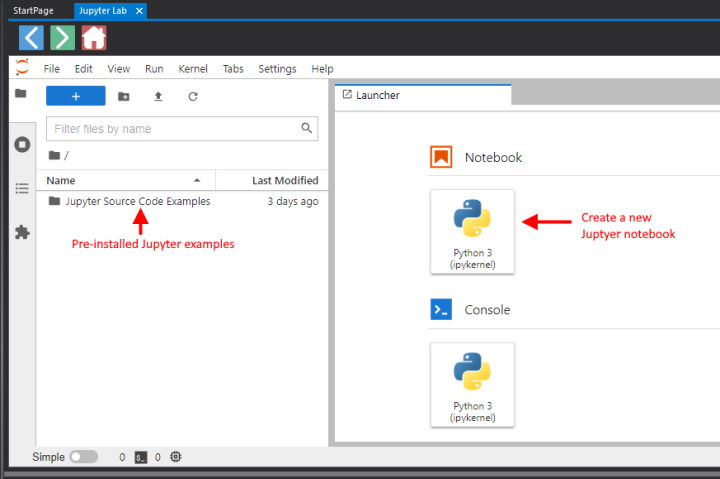 StartPage
Jupyter Lab ×
File Edit View Run Kernel Tabs Settings Help
+
Filter files by name
/
Name Last Modified
Jupyter Source Code Examples 3 days ago
Pre-installed Jupyter examples
Launcher
Notebook
Python 3
(ipykernel)
Create a new
Juptyer notebook
Console
Python 3
(ipykernel)
Simple 0 0